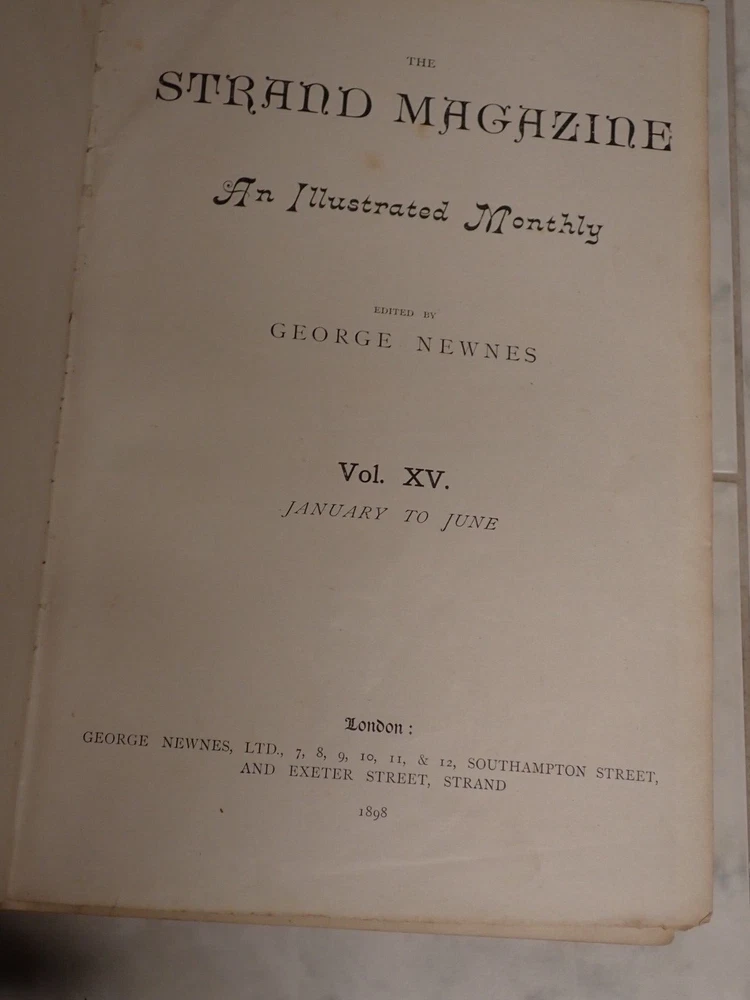 THE
STRAND MAGAZINE
An Illustrated Monthly
EDITED BY
GEORGE NEWNES
Vol. XV.
JANUARY TO JUNE
London:
GEORGE NEWNES, LTD., 7, 8, 9, 10, 11, & 12, SOUTHAMPTON STREET,
AND EXETER STREET, STRAND
1898